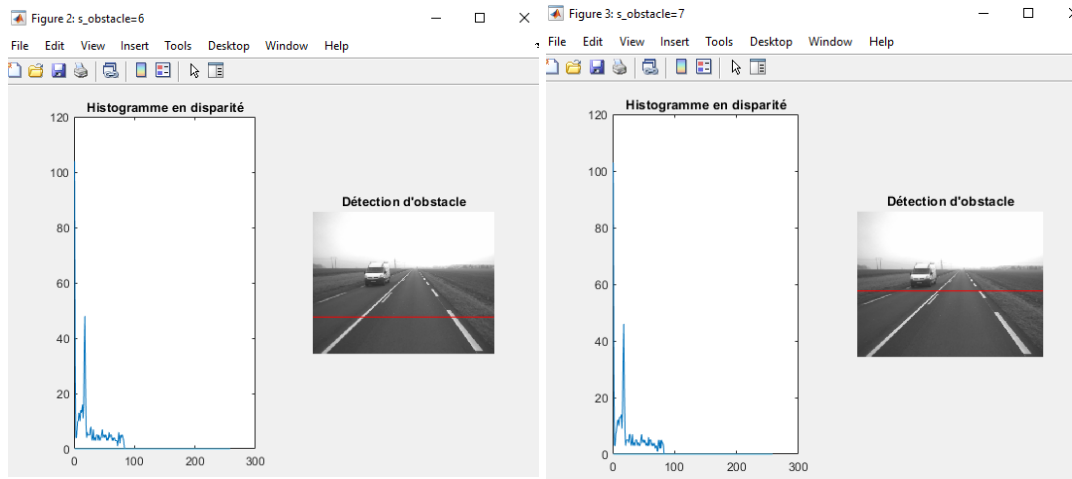 Figure 2: s_obstacle=6
File Edit View Insert Tools Desktop Window Help
Histogramme en disparité
120
100
80
60
40
20
0
0 100 200 300
Détection d'obstacle
Figure 3: s_obstacle=7
File Edit View Insert Tools Desktop Window Help
Histogramme en disparité
120
100
80
60
40
20
0
0 100 200 300
Détection d'obstacle